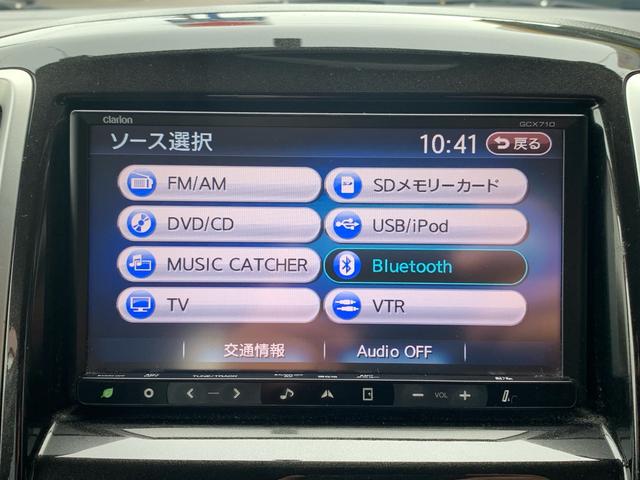 Clarion
GCX710
ソース選択
10:41
戻る
FM/AM
SDメモリーカード
DVD/CD
USB/iPod
MUSIC CATCHER
Bluetooth
TV
VTR
交通情報
Audio OFF
TUNE/TRACK
VOL